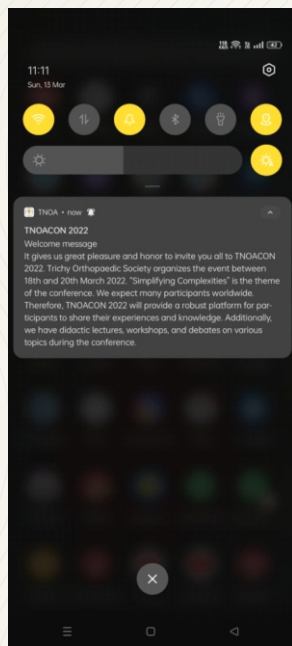 11:11
Sun, 13 Mar
TNOA • now
TNOACON 2022
Welcome message
It gives us great pleasure and honor to invite you all to TNOACON
2022. Trichy Orthopaedic Society organizes the event between
18th and 20th March 2022. "Simplifying Complexities" is the theme
of the conference. We expect many participants worldwide.
Therefore, TNOACON 2022 will provide a robust platform for par-
ticipants to share their experiences and knowledge. Additionally,
we have didactic lectures, workshops, and debates on various
topics during the conference.